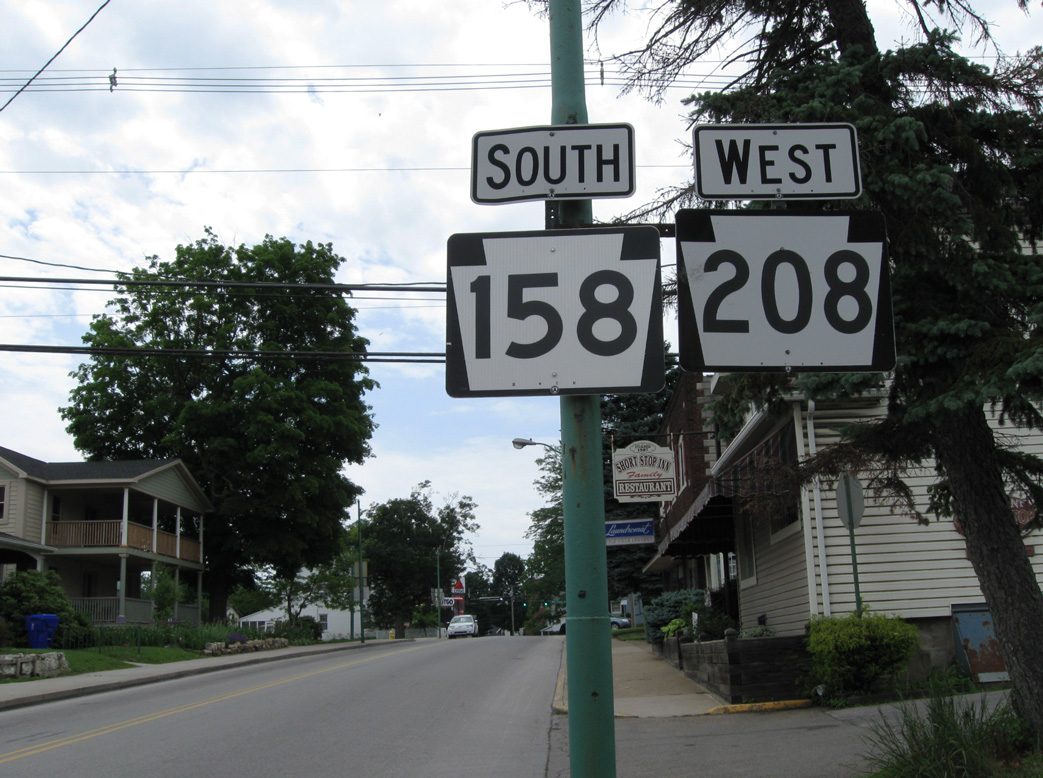 SOUTH
WEST
158
208
SHORT STOP INN
Family
RESTAURANT
Laundromat